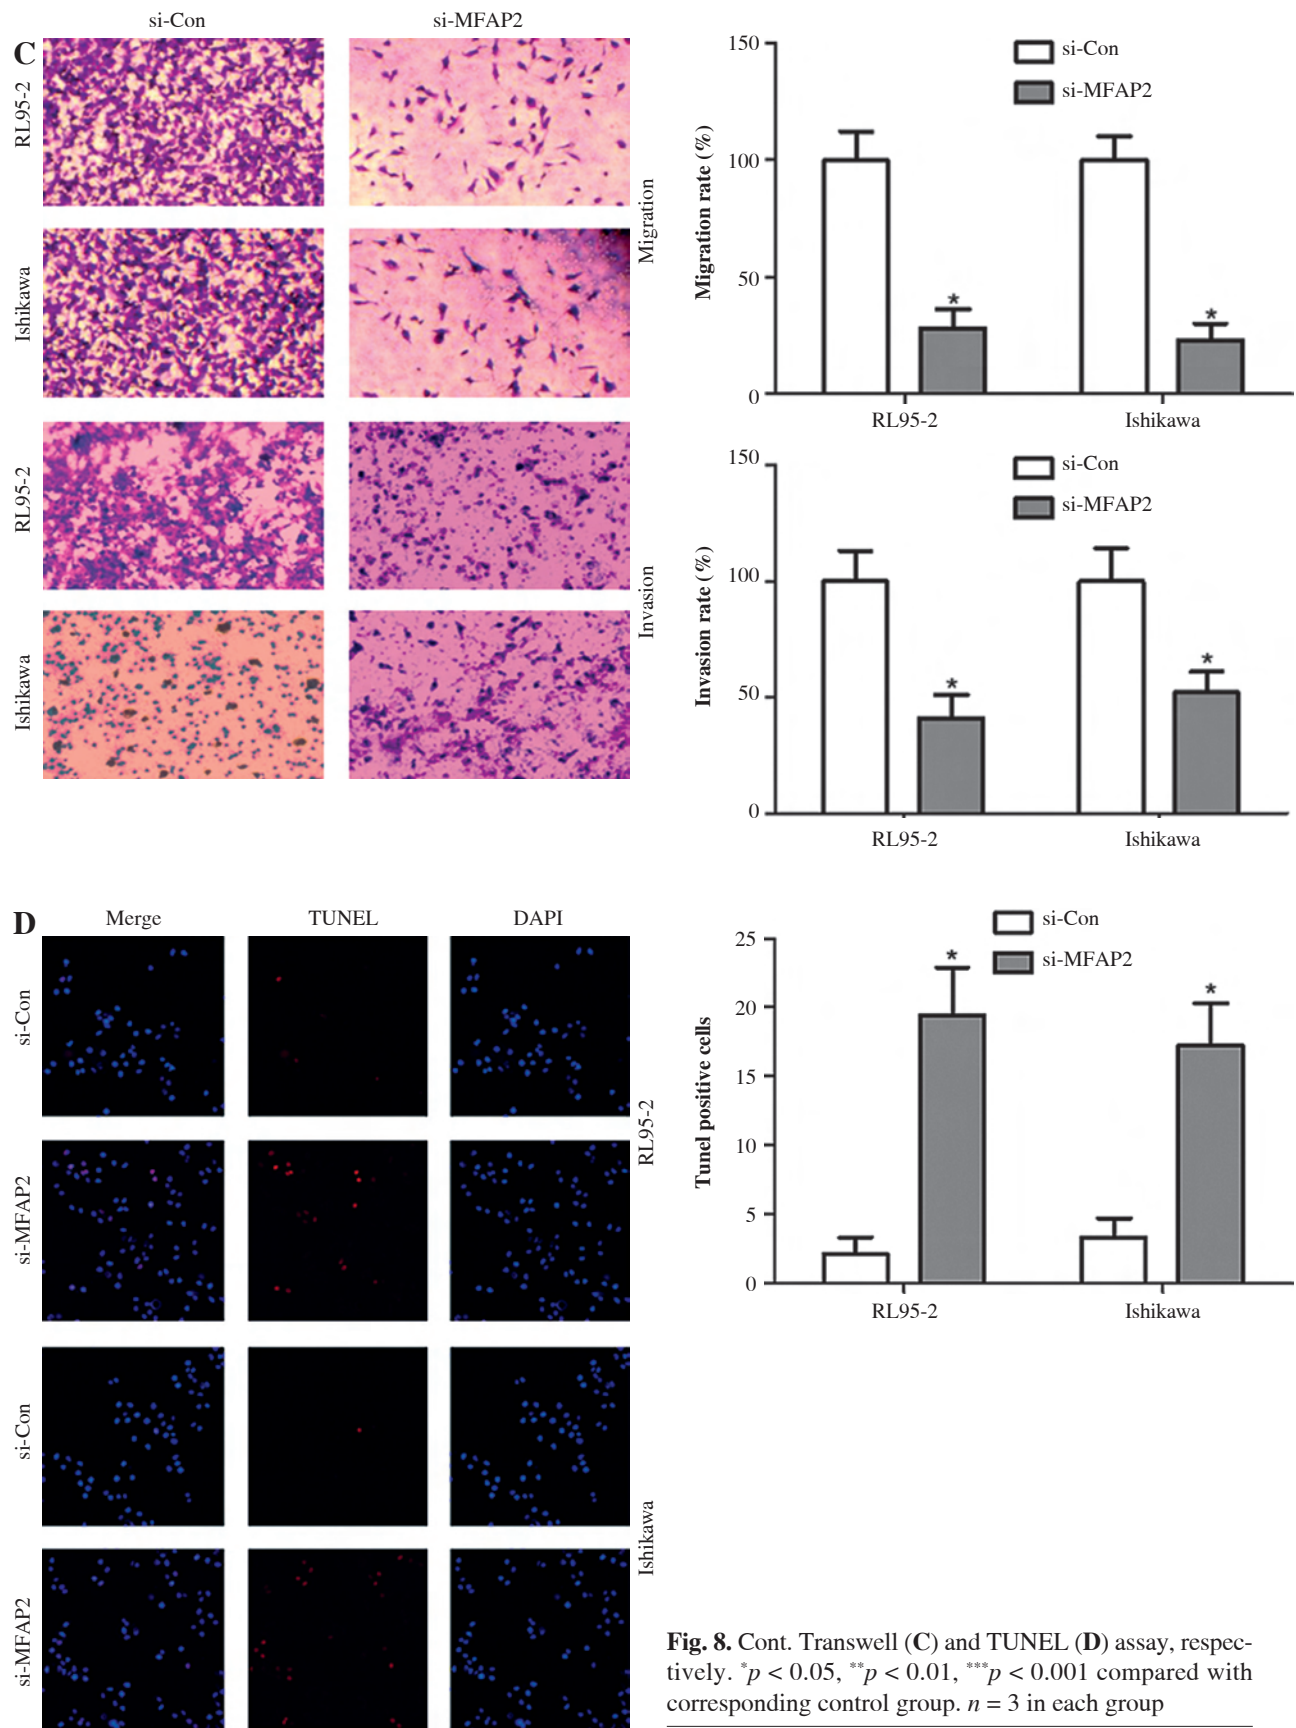 si-Con si-MFAP2
C
RL95-2
Ishikawa
Migration
RL95-2
Ishikawa
Invasion
150
100
50
0
Migration rate (%)
si-Con
si-MFAP2
*
*
RL95-2 Ishikawa
150
100
50
0
Invasion rate (%)
si-Con
si-MFAP2
*
*
RL95-2 Ishikawa
D
Merge TUNEL DAPI
si-Con
si-MFAP2
RL95-2
si-Con
si-MFAP2
Ishikawa
25
20
15
10
5
0
Tunel positive cells
si-Con
si-MFAP2
*
*
RL95-2 Ishikawa
Fig. 8. Cont. Transwell (C) and TUNEL (D) assay, respec-
tively. *p < 0.05, **p < 0.01, ***p < 0.001 compared with
corresponding control group. n = 3 in each group